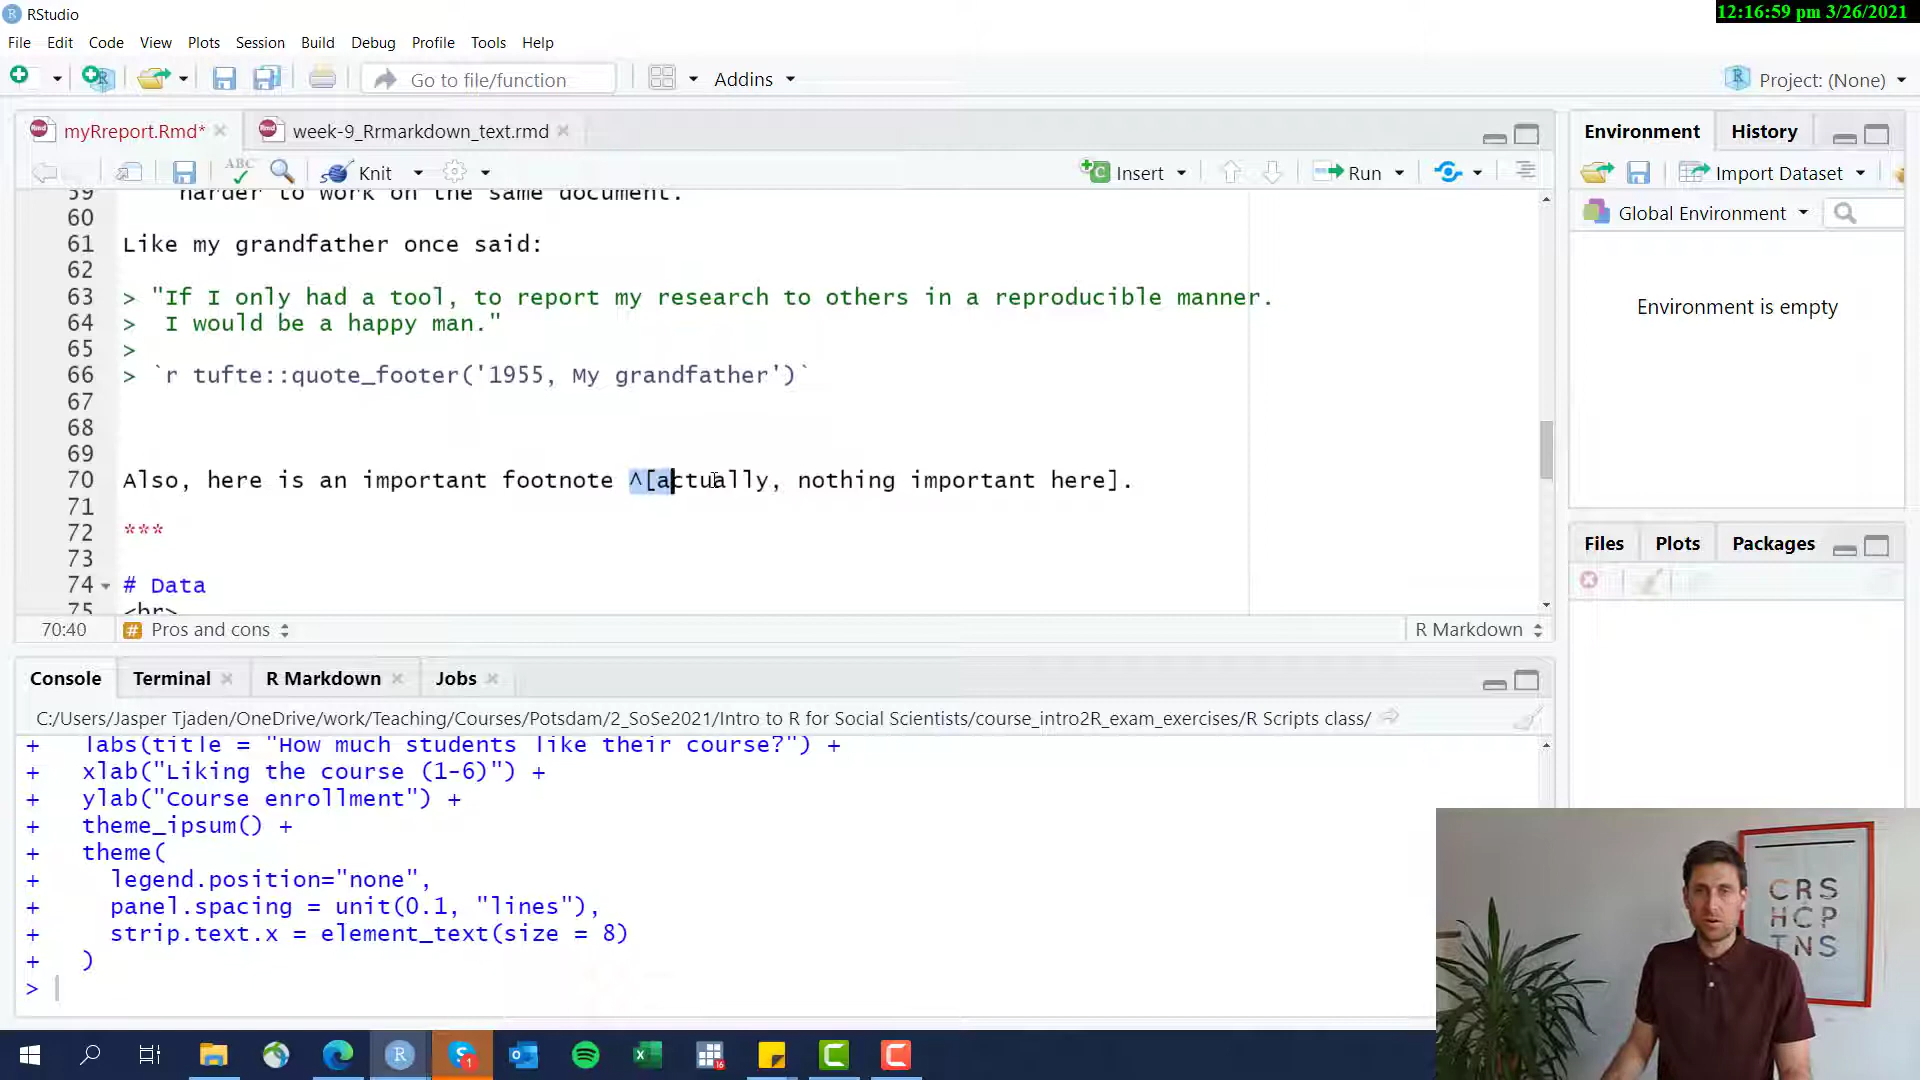 RStudio
12:16:59 pm 3/26/2021
File Edit Code View Plots Session Build Debug Profile Tools Help
Go to file/function
Addins
Project: (None)
myRreport.Rmd*
week-9_Rrmarkdown_text.rmd
Environment
History
ABC
Knit
Insert
Run
Import Dataset
Global Environment
Environment is empty
59 harder to work on the same document.
60
61 Like my grandfather once said:
62
63 > "If I only had a tool, to report my research to others in a reproducible manner.
64 > I would be a happy man."
65 >
66 > `r tufte::quote_footer('1955, My grandfather')`
67
68
69
70 Also, here is an important footnote ^[actually, nothing important here].
71
72 ***
73
74 # Data
75 <br>
70:40
# Pros and cons
R Markdown
Files
Plots
Packages
Console
Terminal
R Markdown
Jobs
C:/Users/Jasper Tjaden/OneDrive/work/Teaching/Courses/Potsdam/2_SoSe2021/Intro to R for Social Scientists/course_intro2R_exam_exercises/R Scripts class/
+ labs(title = "How much students like their course?") +
+ xlab("Liking the course (1-6)") +
+ ylab("Course enrollment") +
+ theme_ipsum() +
+ theme(
+ legend.position="none",
+ panel.spacing = unit(0.1, "lines"),
+ strip.text.x = element_text(size = 8)
+ )
>
CRS
HCP
TNS